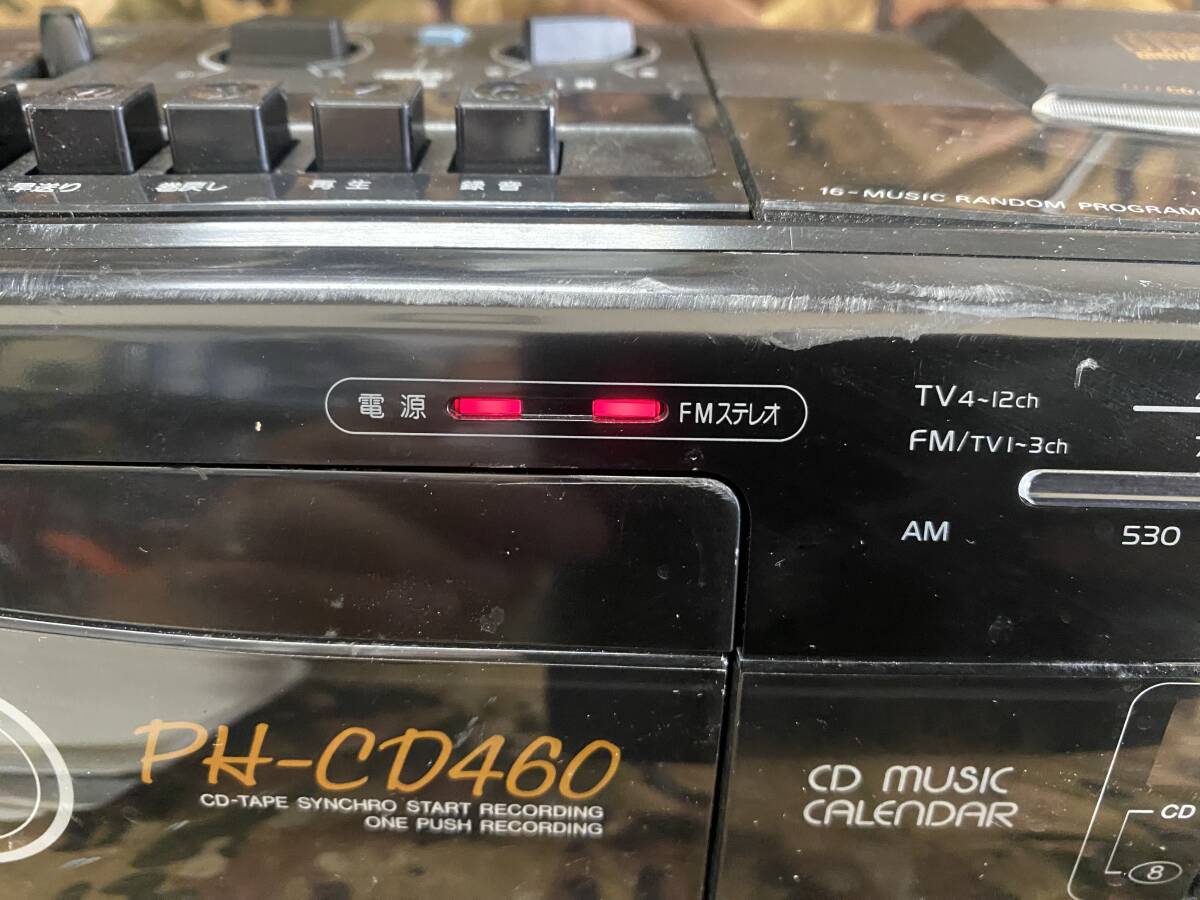 早送り 巻戻し 再生 録音
16-MUSIC RANDOM PROGRAM
電源 FMステレオ
TV4~12ch
FM/TV1~3ch
AM 530
PH-CD460
CD-TAPE SYNCHRO START RECORDING
ONE PUSH RECORDING
CD MUSIC
CALENDAR
CD
8